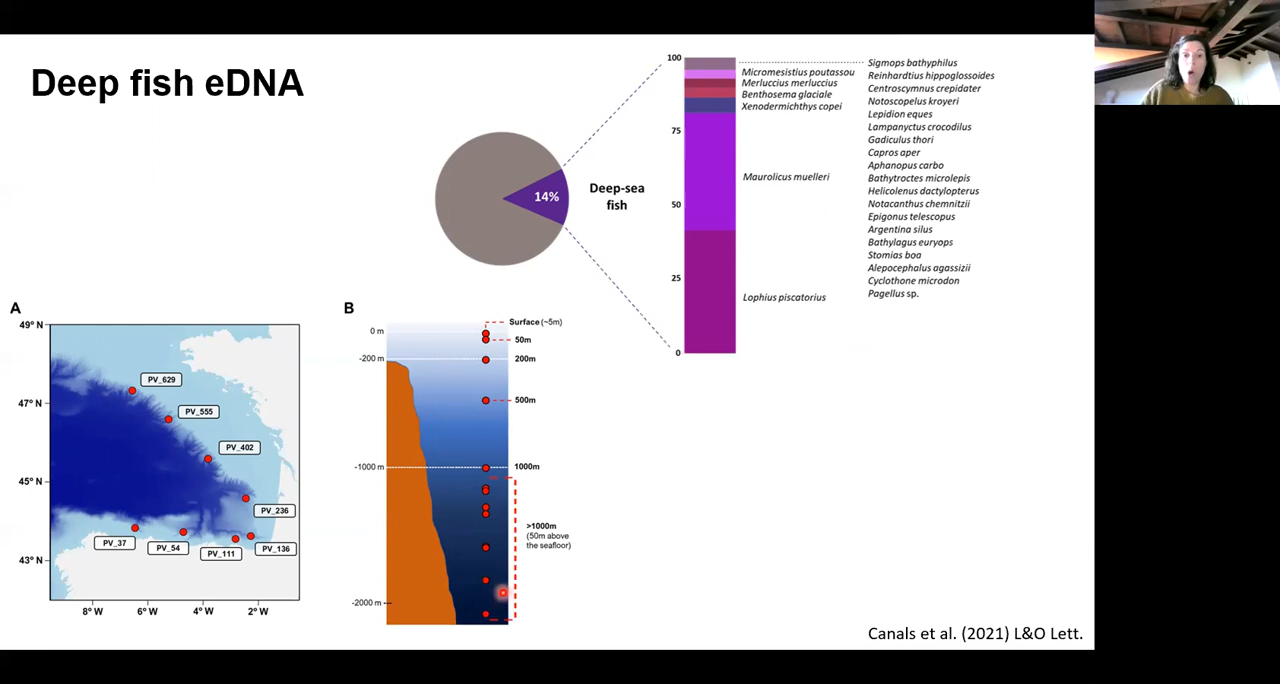 Deep fish eDNA
14%
Deep-sea
fish
100
75
50
25
0
Micromesistius poutassou
Merluccius merluccius
Benthosema glaciale
Xenodermichthys copei
Maurolicus muelleri
Lophius piscatorius
Sigmops bathyphilus
Reinhardtius hippoglossoides
Centroscymnus crepidater
Notoscopelus kroyeri
Lepidion eques
Lampanyctus crocodilus
Gadiculus thori
Capros aper
Aphanopus carbo
Bathytroctes microlepis
Helicolenus dactylopterus
Notacanthus chemnitzii
Epigonus telescopus
Argentina silus
Bathylagus euryops
Stomias boa
Alepocephalus agassizii
Cyclothone microdon
Pagellus sp.
A
49° N
47° N
45° N
43° N
PV_629
PV_555
PV_402
PV_236
PV_37
PV_54
PV_111
PV_136
8° W
6° W
4° W
2° W
B
0 m
-200 m
-1000 m
-2000 m
Surface (~5m)
50m
200m
500m
1000m
>1000m
(50m above
the seafloor)
Canals et al. (2021) L&O Lett.